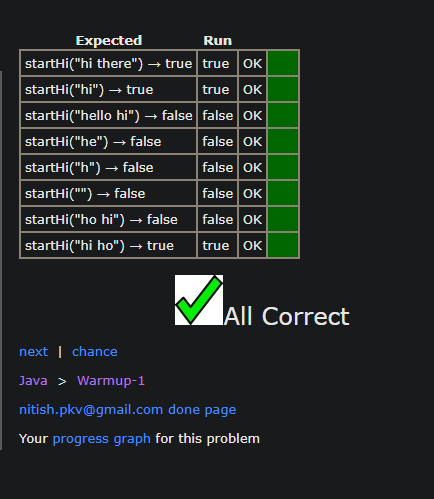 Expected Run
startHi("hi there") → true true OK
startHi("hi") → true true OK
startHi("hello hi") → false false OK
startHi("he") → false false OK
startHi("h") → false false OK
startHi("") → false false OK
startHi("ho hi") → false false OK
startHi("hi ho") → true true OK
All Correct
next | chance
Java > Warmup-1
nitish.pkv@gmail.com done page
Your progress graph for this problem